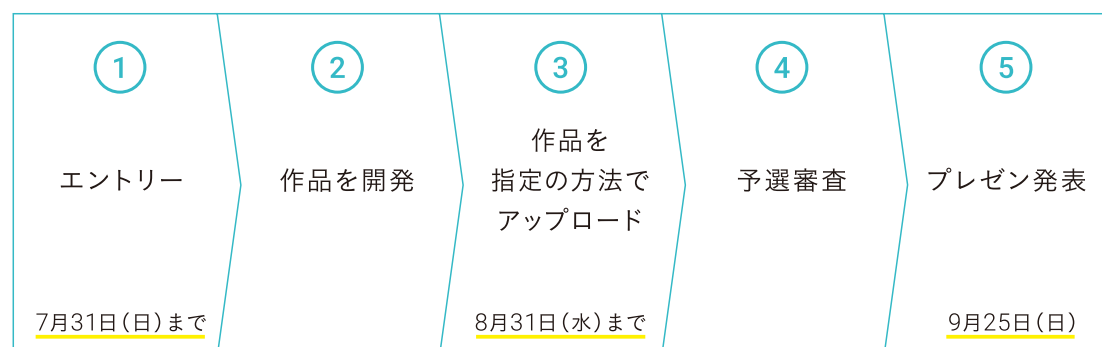 1
エントリー
7月31日(日)まで
2
作品を開発
3
作品を
指定の方法で
アップロード
8月31日(水)まで
4
予選審査
5
プレゼン発表
9月25日(日)